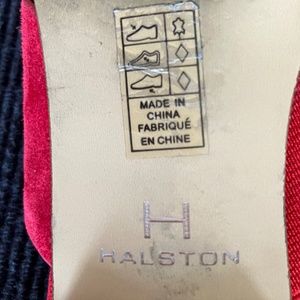 MADE IN
CHINA
FABRIQUÉ
EN CHINE
H
HALSTON